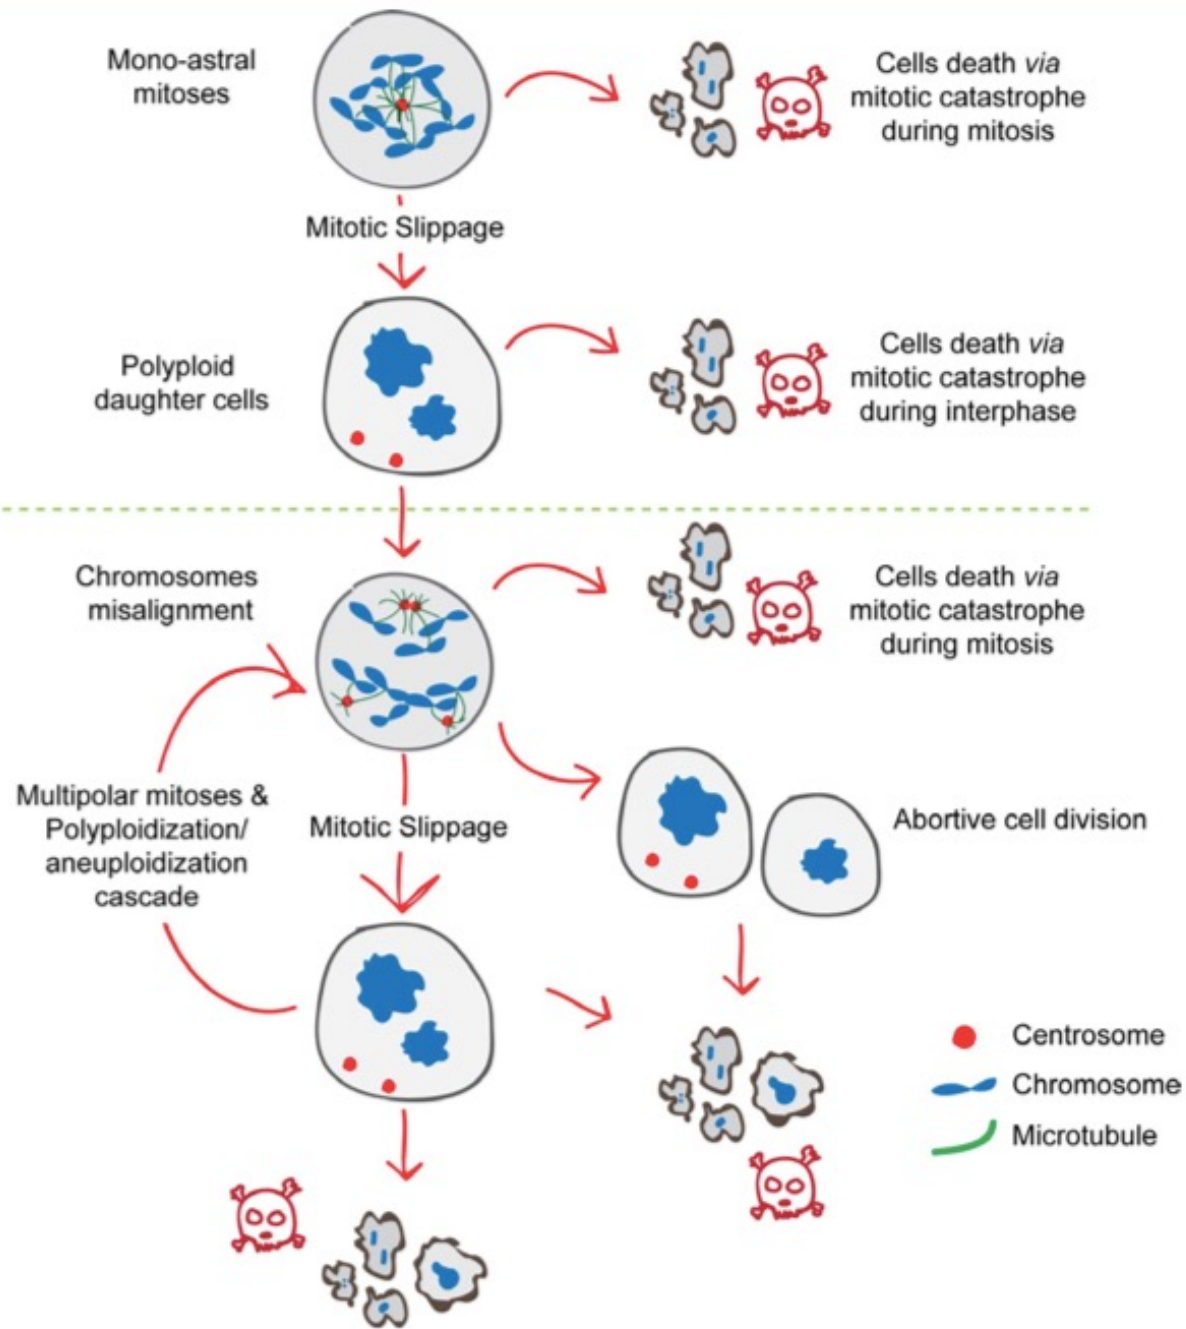 Mono-astral
mitoses
Cells death via
mitotic catastrophe
during mitosis
Mitotic Slippage
Polyploid
daughter cells
Cells death via
mitotic catastrophe
during interphase
Chromosomes
misalignment
Cells death via
mitotic catastrophe
during mitosis
Multipolar mitoses &
Polyploidization/
aneuploidization
cascade
Mitotic Slippage
Abortive cell division
Centrosome
Chromosome
Microtubule